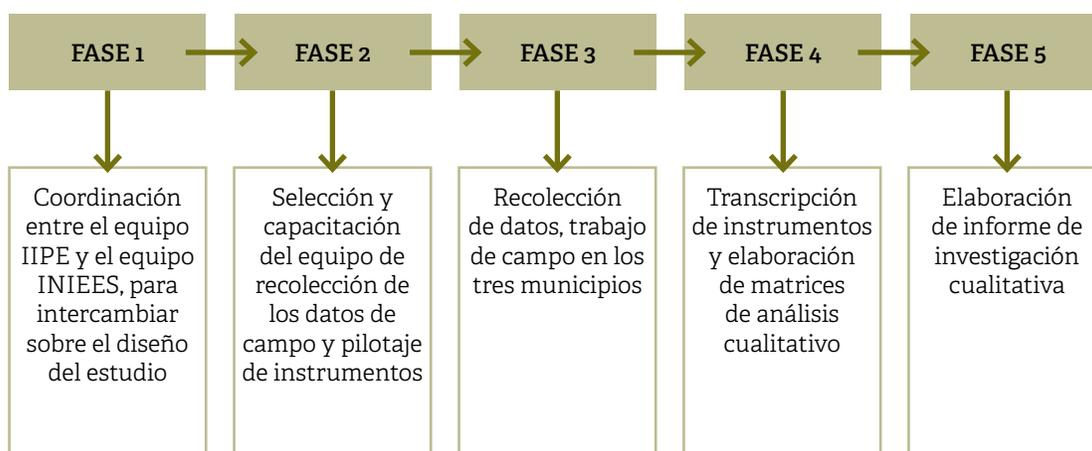 FASE 1
FASE 2
FASE 3
FASE 4
FASE 5
Coordinación
entre el equipo
IIPE y el equipo
INIEES, para
intercambiar
sobre el diseño
del estudio
Selección y
capacitación
del equipo de
recolección de
los datos de
campo y pilotaje
de instrumentos
Recolección
de datos, trabajo
de campo en los
tres municipios
Transcripción
de instrumentos
y elaboración
de matrices
de análisis
cualitativo
Elaboración
de informe de
investigación
cualitativa